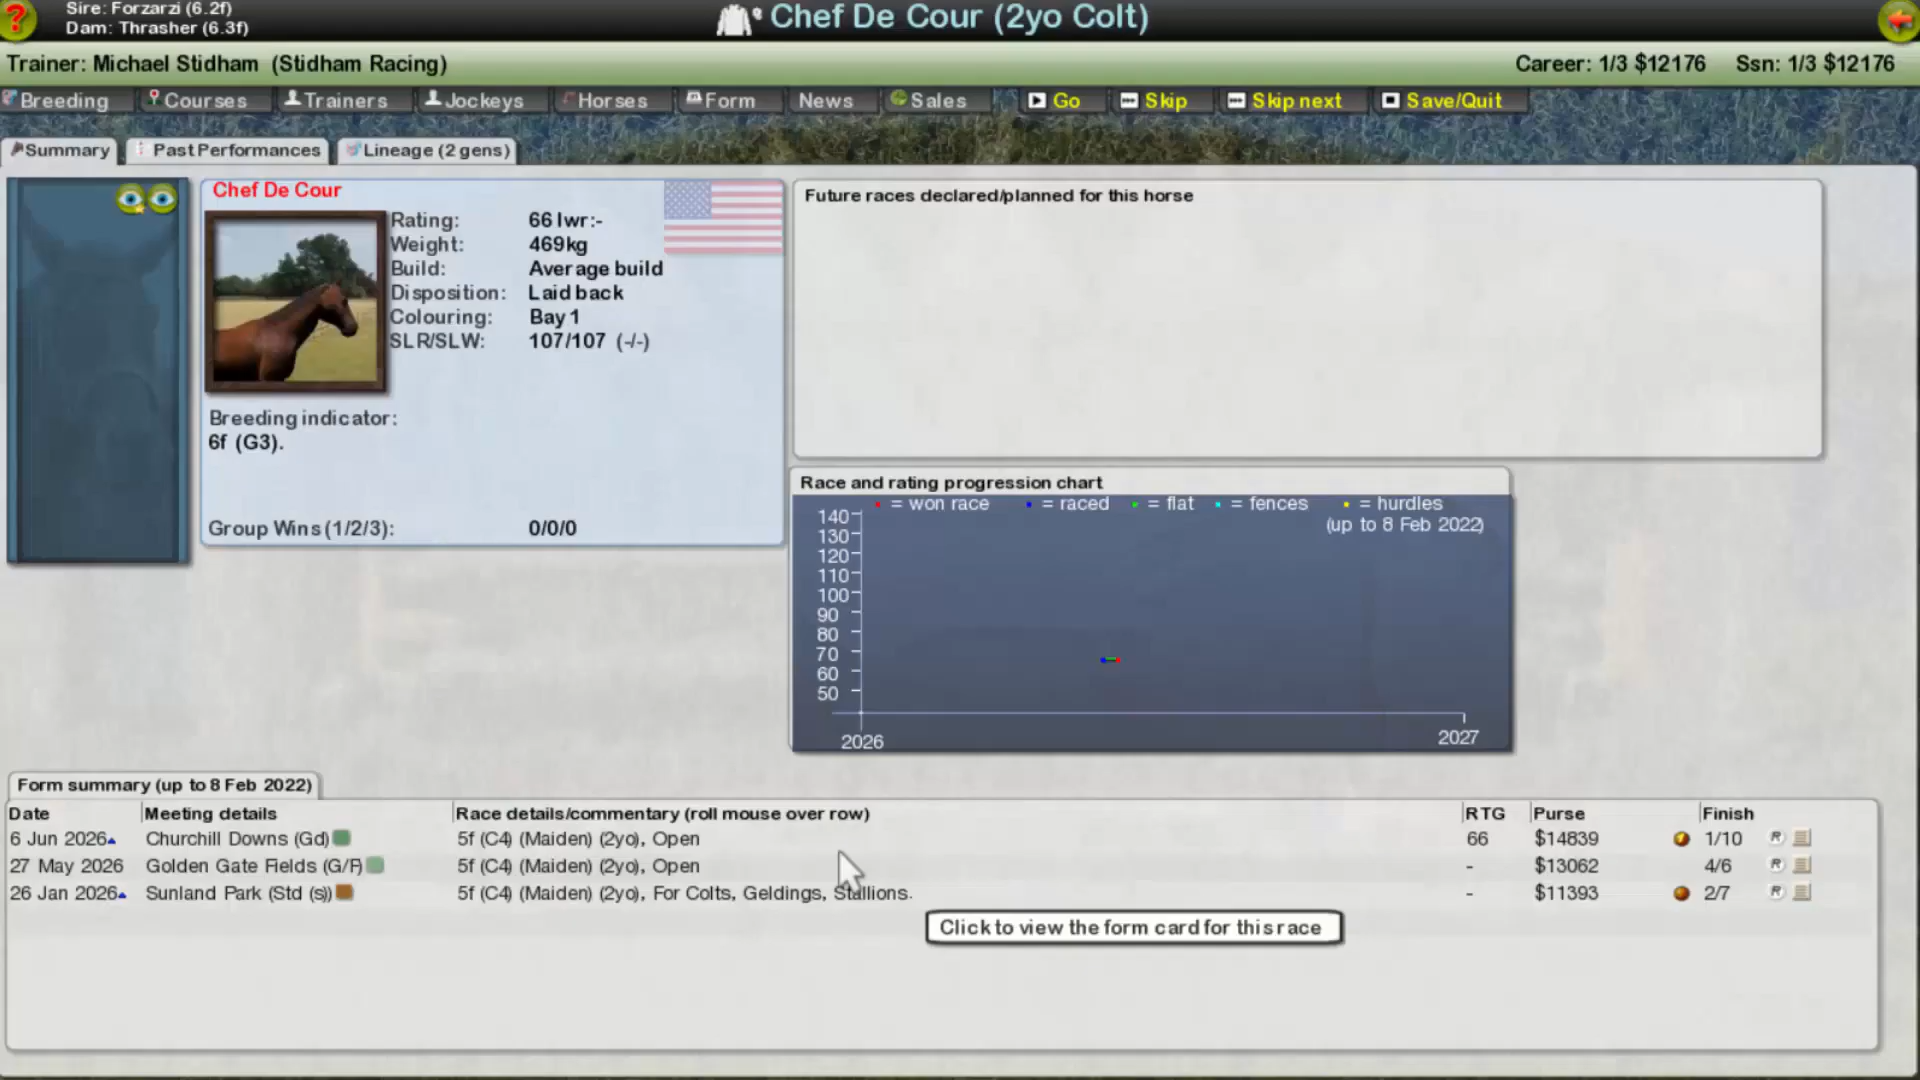 Sire: Forzarzi (6.2f)
Dam: Thrasher (6.3f)
Chef De Cour (2yo Colt)
Trainer: Michael Stidham (Stidham Racing)
Career: 1/3 $12176 Ssn: 1/3 $12176
Breeding Courses Trainers Jockeys Horses Form News Sales Go Skip Skip next Save/Quit
Summary Past Performances Lineage (2 gens)
Chef De Cour
Rating: 66 lwr:-
Weight: 469kg
Build: Average build
Disposition: Laid back
Colouring: Bay 1
SLR/SLW: 107/107 (-/-)
Breeding indicator:
6f (G3).
Group Wins (1/2/3): 0/0/0
Future races declared/planned for this horse
Race and rating progression chart
= won race = raced = flat = fences = hurdles
(up to 8 Feb 2022)
140
130
120
110
100
90
80
70
60
50
2026 2027
Form summary (up to 8 Feb 2022)
Date Meeting details Race details/commentary (roll mouse over row) RTG Purse Finish
6 Jun 2026 Churchill Downs (Gd) 5f (C4) (Maiden) (2yo), Open 66 $14839 1/10 R
27 May 2026 Golden Gate Fields (G/F) 5f (C4) (Maiden) (2yo), Open - $13062 4/6 R
26 Jan 2026 Sunland Park (Std (s)) 5f (C4) (Maiden) (2yo), For Colts, Geldings, Stallions. - $11393 2/7 R
Click to view the form card for this race